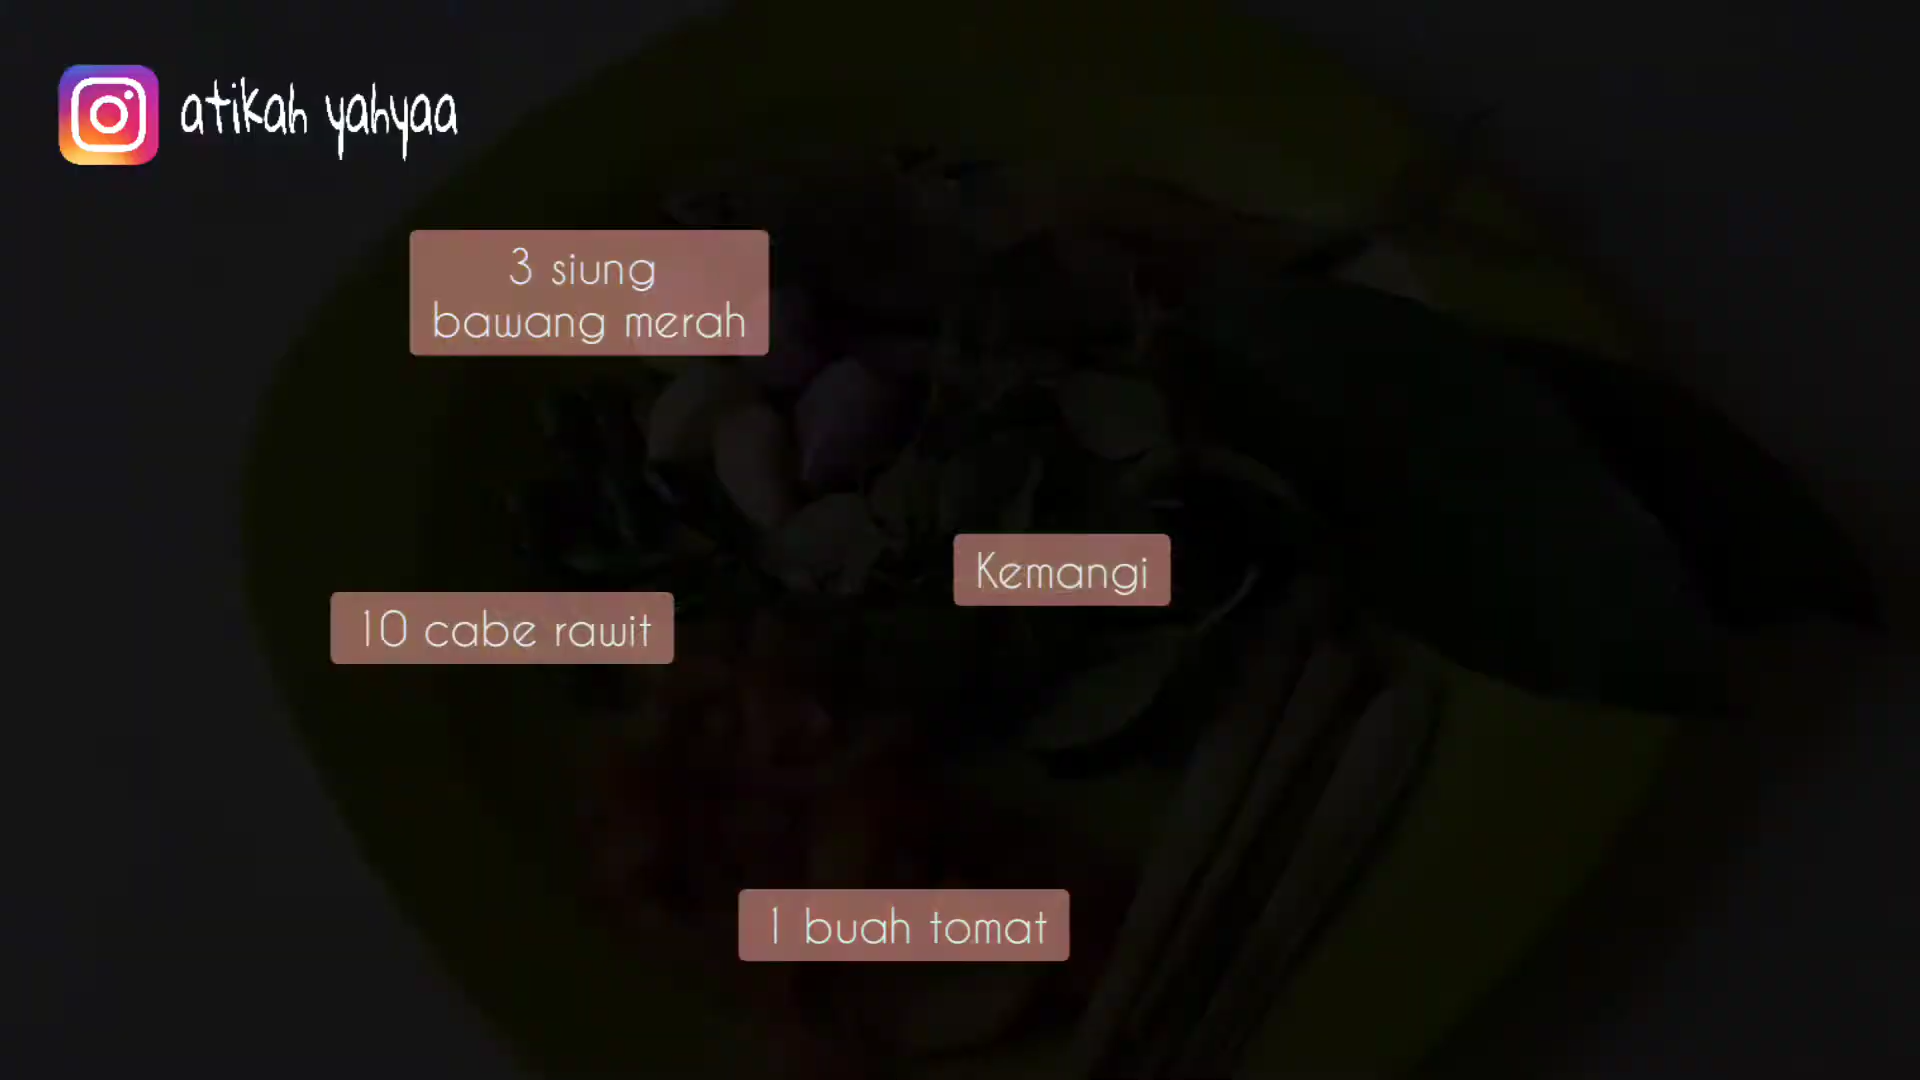 atikah yahyaa
3 siung
bawang merah
Kemangi
10 cabe rawit
1 buah tomat